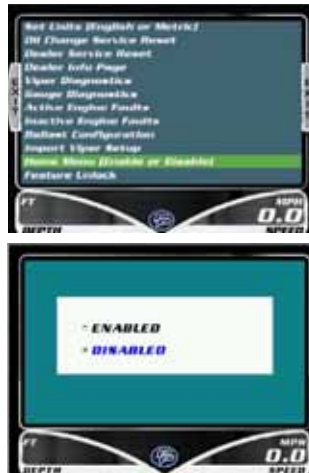 Set Units (English or Metric)
Oil Change Service Reset
Dealer Service Reset
Dealer Info Page
Viper Diagnostics
Gauge Diagnostics
Active Engine Faults
Inactive Engine Faults
Ballast Configuration
Import Viper Setup
Home Menu (Enable or Disable)
Feature Unlock
EXIT
FT
DEPTH
MPH
0.0
SPEED
ENABLED
DISABLED
FT
DEPTH
MPH
0.0
SPEED